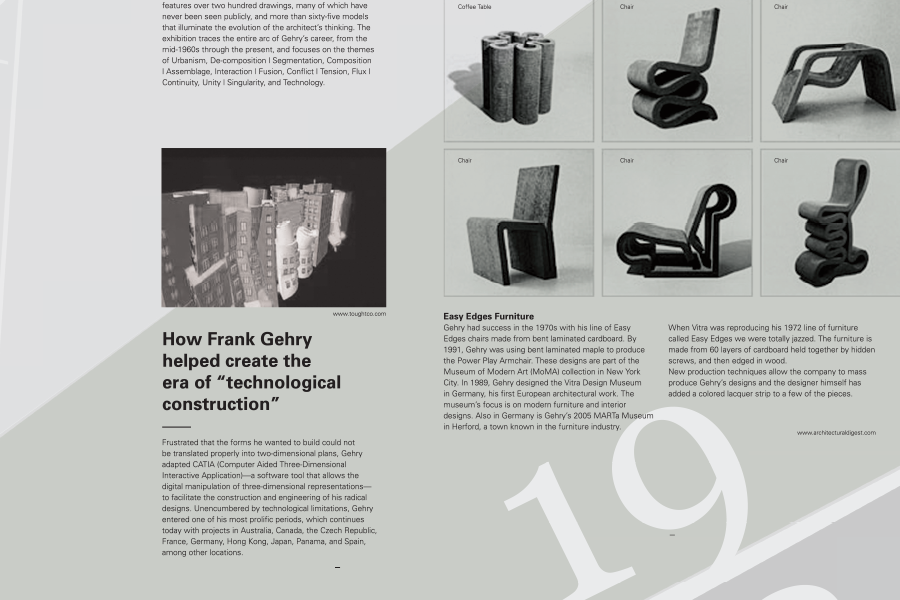 features over two hundred drawings, many of which have
never been seen publicly, and more than sixty-five models
that illuminate the evolution of the architect's thinking. The
exhibition traces the entire arc of Gehry's career, from the
mid-1960s through the present, and focuses on the themes
of Urbanism, De-composition I Segmentation, Composition
I Assemblage, Interaction I Fusion, Conflict I Tension, Flux I
Continuity, Unity I Singularity, and Technology.
www.toughtco.com
How Frank Gehry
helped create the
era of “technological
construction”
Frustrated that the forms he wanted to build could not
be translated properly into two-dimensional plans, Gehry
adapted CATIA (Computer Aided Three-Dimensional
Interactive Application)—a software tool that allows the
digital manipulation of three-dimensional representations—
to facilitate the construction and engineering of his radical
designs. Unencumbered by technological limitations, Gehry
entered one of his most prolific periods, which continues
today with projects in Australia, Canada, the Czech Republic,
France, Germany, Hong Kong, Japan, Panama, and Spain,
among other locations.
Coffee Table
Chair
Chair
Chair
Chair
Chair
Easy Edges Furniture
Gehry had success in the 1970s with his line of Easy
Edges chairs made from bent laminated cardboard. By
1991, Gehry was using bent laminated maple to produce
the Power Play Armchair. These designs are part of the
Museum of Modern Art (MoMA) collection in New York
City. In 1989, Gehry designed the Vitra Design Museum
in Germany, his first European architectural work. The
museum's focus is on modern furniture and interior
designs. Also in Germany is Gehry's 2005 MARTa Museum
in Herford, a town known in the furniture industry.
When Vitra was reproducing his 1972 line of furniture
called Easy Edges we were totally jazzed. The furniture is
made from 60 layers of cardboard held together by hidden
screws, and then edged in wood.
New production techniques allow the company to mass
produce Gehry's designs and the designer himself has
added a colored lacquer strip to a few of the pieces.
www.architecturaldigest.com
19